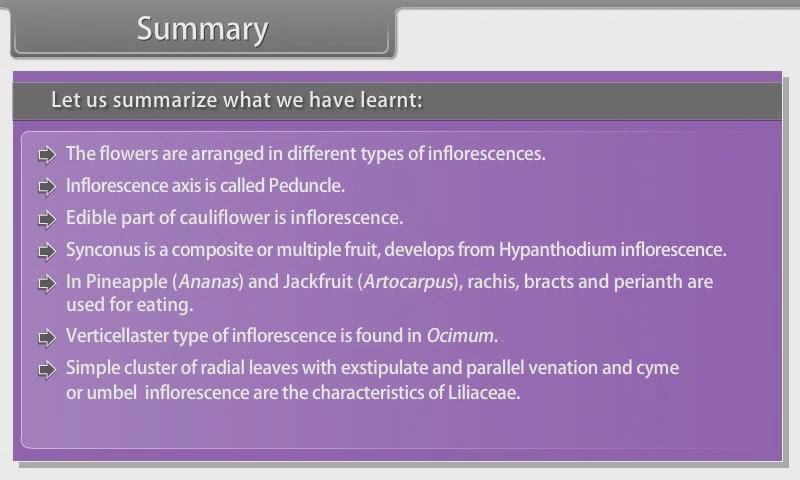 Summary
Let us summarize what we have learnt:
The flowers are arranged in different types of inflorescences.
Inflorescence axis is called Peduncle.
Edible part of cauliflower is inflorescence.
Synconus is a composite or multiple fruit, develops from Hypanthodium inflorescence.
In Pineapple (Ananas) and Jackfruit (Artocarpus), rachis, bracts and perianth are
used for eating.
Verticellaster type of inflorescence is found in Ocimum.
Simple cluster of radial leaves with exstipulate and parallel venation and cyme
or umbel inflorescence are the characteristics of Liliaceae.